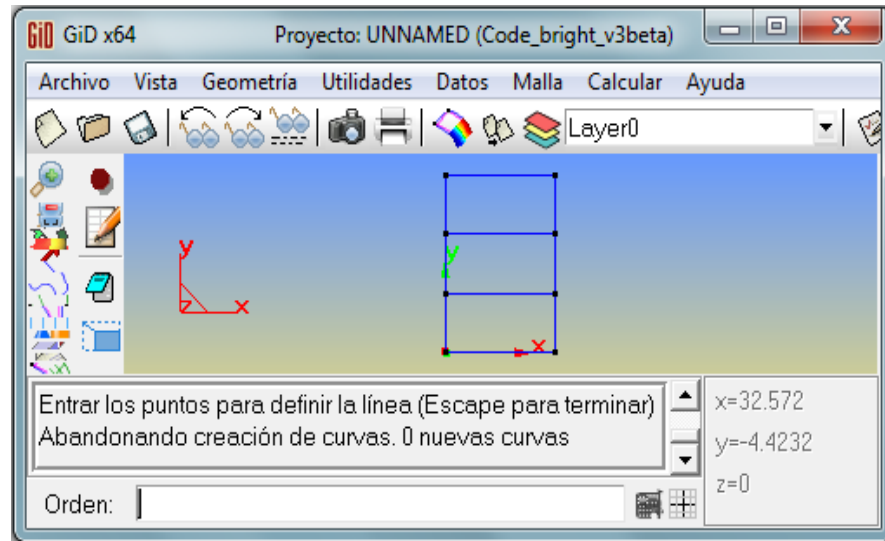 GiD GiD x64 Proyecto: UNNAMED (Code_bright_v3beta)
Archivo Vista Geometría Utilidades Datos Malla Calcular Ayuda
Layer0
y
z x
y
x
Entrar los puntos para definir la línea (Escape para terminar)
Abandonando creación de curvas. 0 nuevas curvas
x=32.572
y=-4.4232
z=0
Orden: